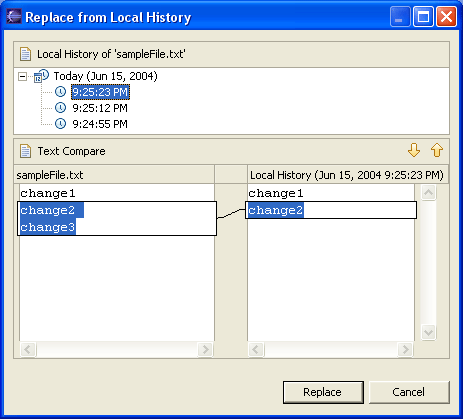 Replace from Local History
Local History of 'sampleFile.txt'
Today (Jun 15, 2004)
9:25:23 PM
9:25:12 PM
9:24:55 PM
Text Compare
sampleFile.txt
Local History (Jun 15, 2004 9:25:23 PM)
change1
change2
change3
change1
change2
Replace
Cancel